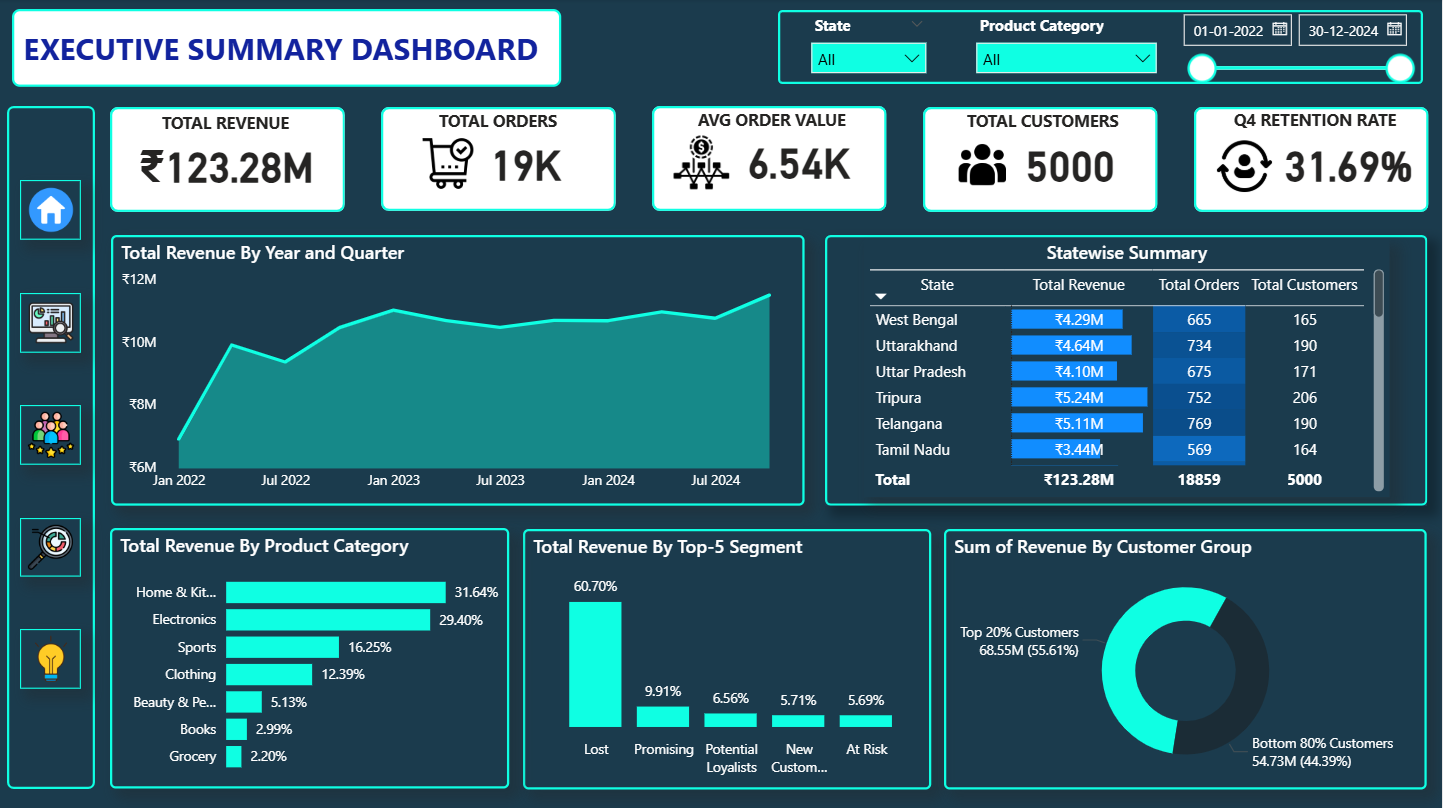 EXECUTIVE SUMMARY DASHBOARD
State
Product Category
01-01-2022
30-12-2024
All
All
TOTAL REVENUE
₹123.28M
TOTAL ORDERS
19K
AVG ORDER VALUE
6.54K
TOTAL CUSTOMERS
5000
Q4 RETENTION RATE
31.69%
Total Revenue By Year and Quarter
₹12M
₹10M
₹8M
₹6M
Jan 2022
Jul 2022
Jan 2023
Jul 2023
Jan 2024
Jul 2024
Statewise Summary
State Total Revenue Total Orders Total Customers
West Bengal ₹4.29M 665 165
Uttarakhand ₹4.64M 734 190
Uttar Pradesh ₹4.10M 675 171
Tripura ₹5.24M 752 206
Telangana ₹5.11M 769 190
Tamil Nadu ₹3.44M 569 164
Total ₹123.28M 18859 5000
Total Revenue By Product Category
Home & Kit... 31.64%
Electronics 29.40%
Sports 16.25%
Clothing 12.39%
Beauty & Pe... 5.13%
Books 2.99%
Grocery 2.20%
Total Revenue By Top-5 Segment
60.70%
9.91%
6.56%
5.71%
5.69%
Lost
Promising
Potential
Loyalists
New
Custom...
At Risk
Sum of Revenue By Customer Group
Top 20% Customers
68.55M (55.61%)
Bottom 80% Customers
54.73M (44.39%)